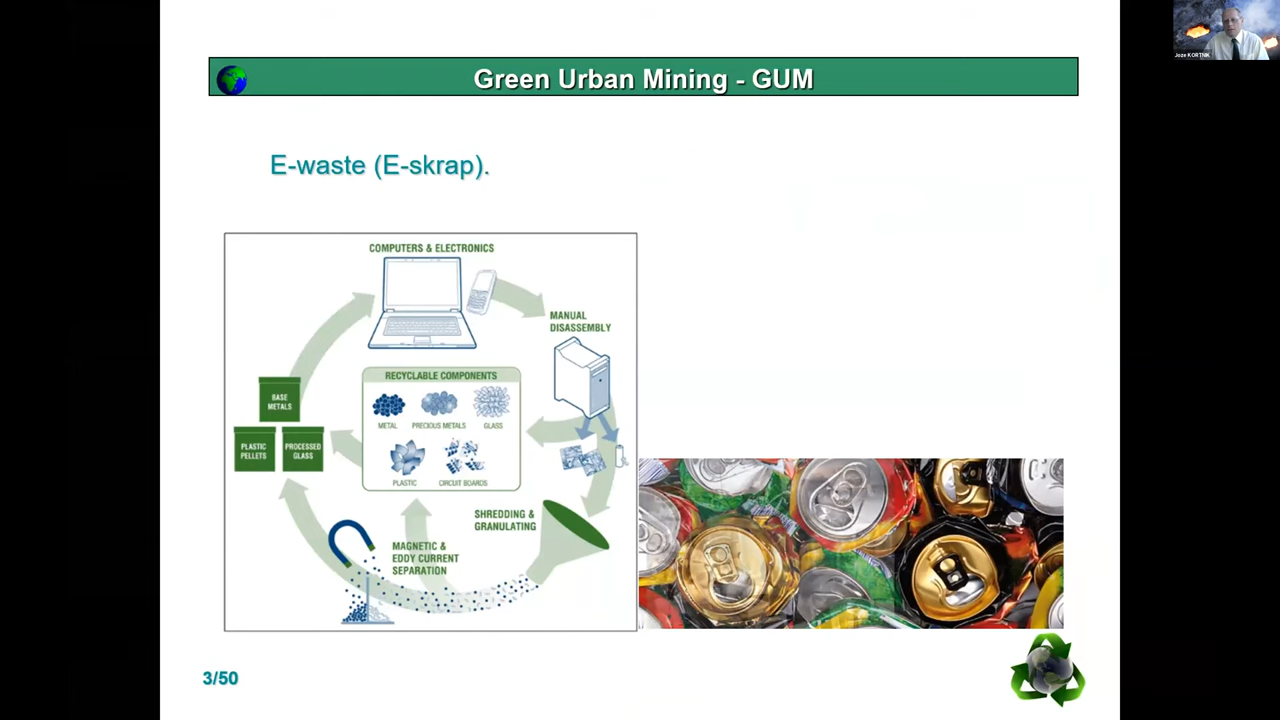 Joze KORTNIK
Green Urban Mining - GUM
E-waste (E-skrap).
COMPUTERS & ELECTRONICS
MANUAL
DISASSEMBLY
RECYCLABLE COMPONENTS
METAL
PRECIOUS METALS
GLASS
PLASTIC
CIRCUIT BOARDS
BASE
METALS
PLASTIC
PELLETS
PROCESSED
GLASS
SHREDDING &
GRANULATING
MAGNETIC &
EDDY CURRENT
SEPARATION
3/50